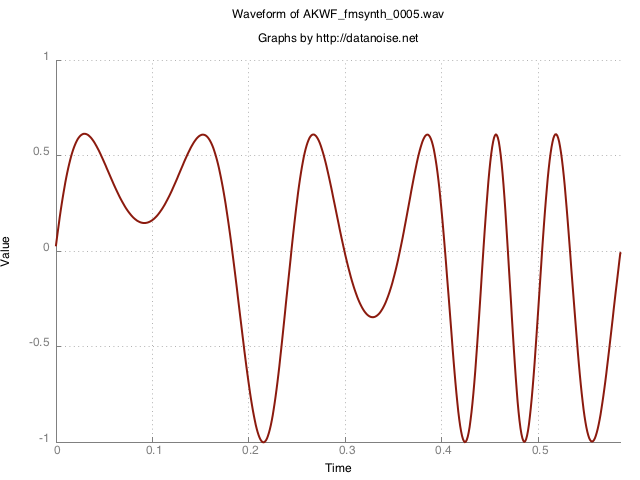 Waveform of AKWF_fmsynth_0005.wav
Graphs by http://datanoise.net
1
0.5
0
-0.5
-1
Value
0 0.1 0.2 0.3 0.4 0.5
Time